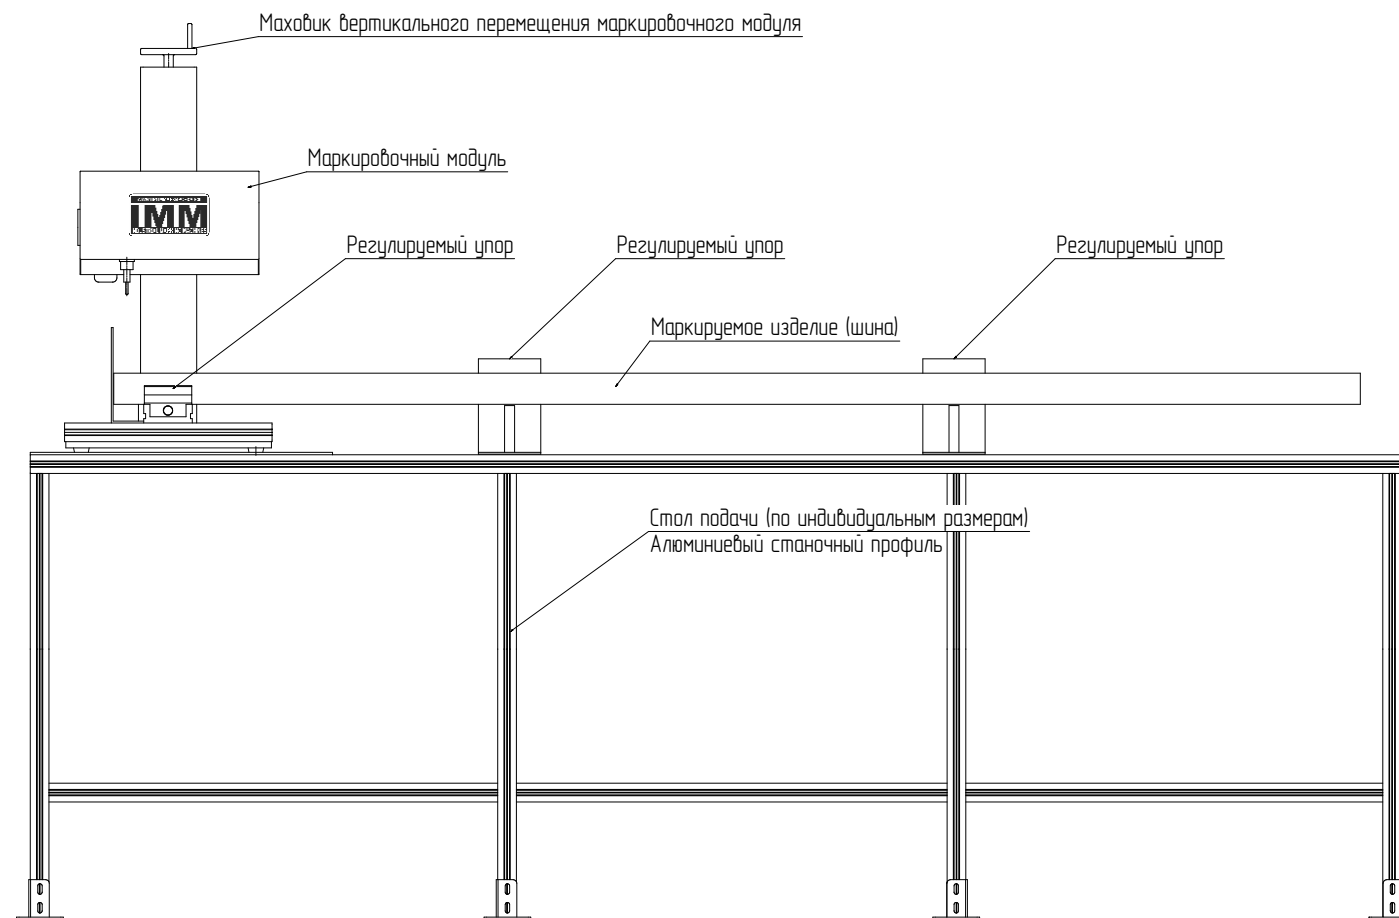 Маховик вертикального перемещения маркировочного модуля
Маркировочный модуль
IMM
Регулируемый упор
Регулируемый упор
Регулируемый упор
Маркируемое изделие (шина)
Стол подачи (по индивидуальным размерам)
Алюминиевый станочный профиль